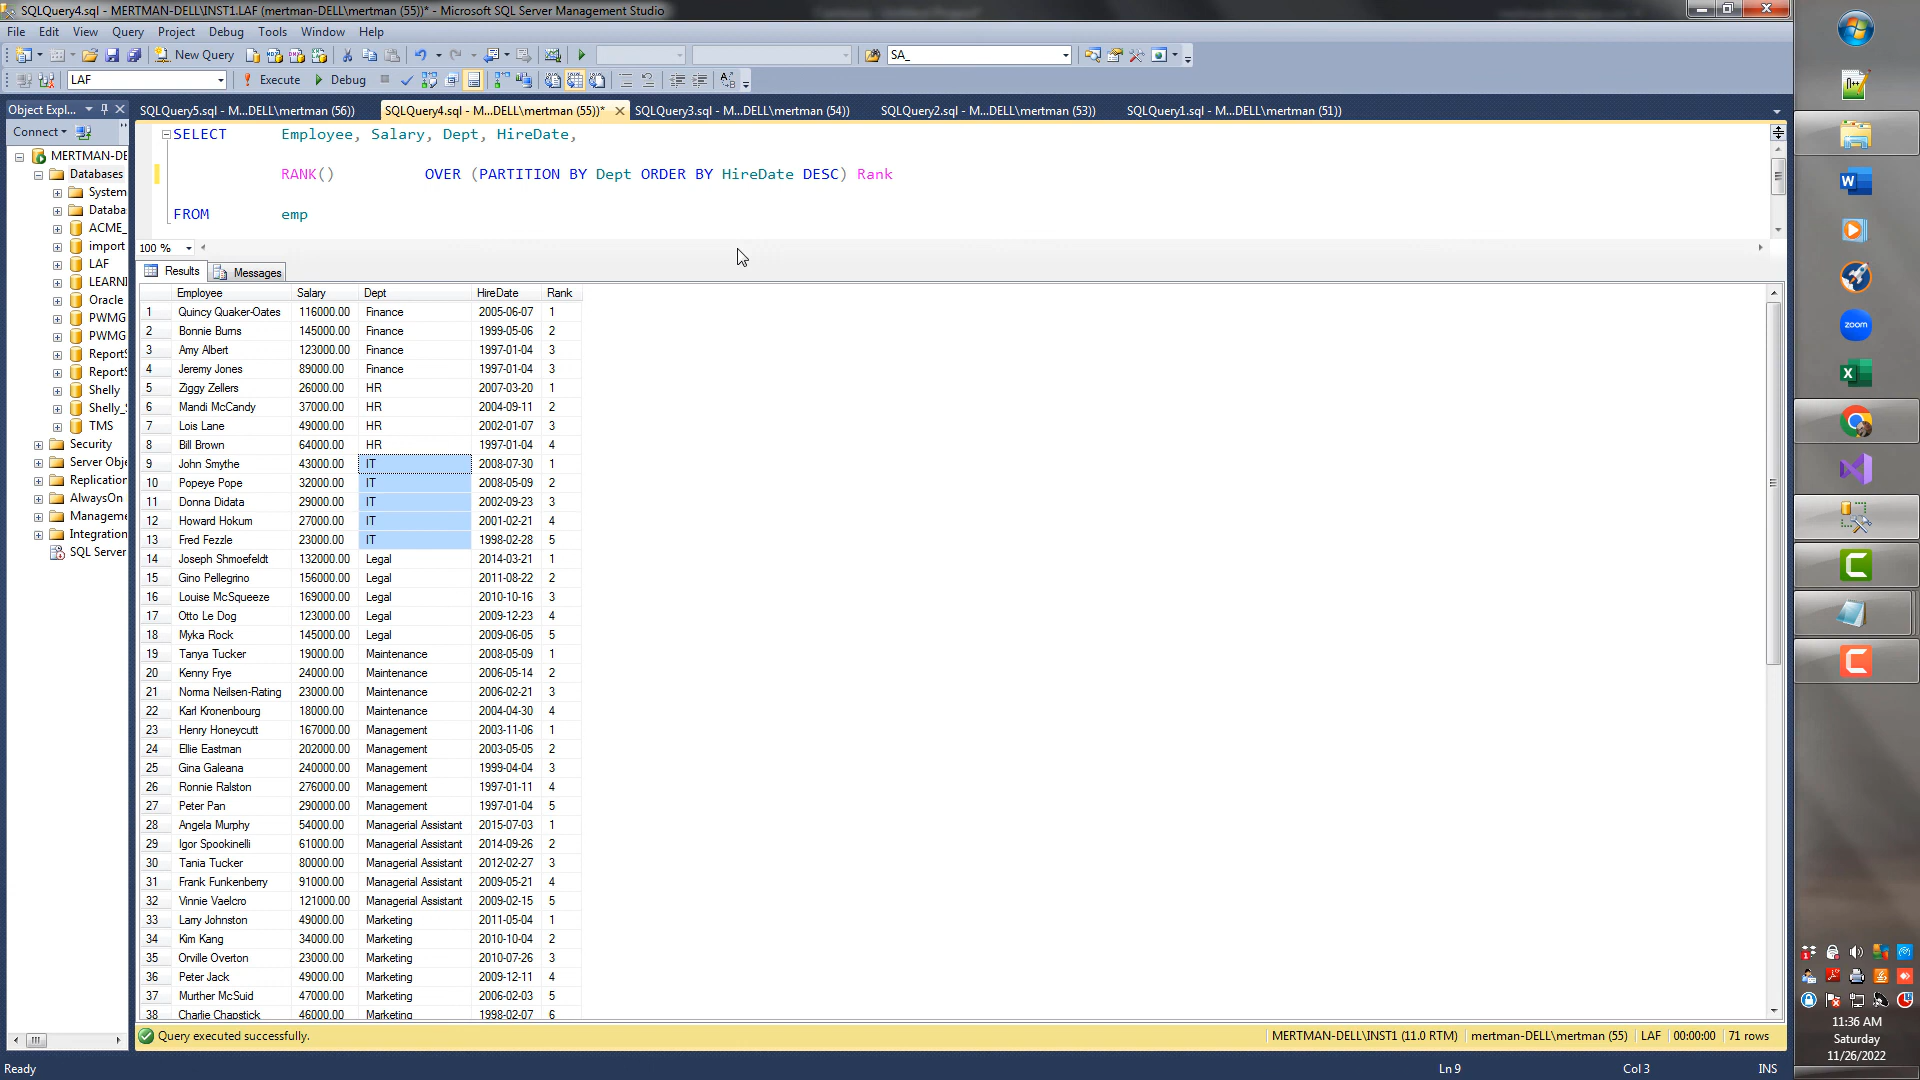 SQLQuery4.sql - MERTMAN-DELL\INST1.LAF (mertman-dell\mertman (55))* - Microsoft SQL Server Management Studio
File Edit View Query Project Debug Tools Window Help
New Query SA_
LAF Execute Debug
Object Expl...
Connect
MERTMAN-DE
Databases
System
Databa
ACME_
import
LAF
LEARNI
Oracle
PWMG
PWMG
ReportS
ReportS
Shelly
Shelly_S
TMS
Security
Server Obje
Replication
AlwaysOn
Manageme
Integration
SQL Server
SQLQuery5.sql - M...DELL\mertman (56)) SQLQuery4.sql - M...DELL\mertman (55))* SQLQuery3.sql - M...DELL\mertman (54)) SQLQuery2.sql - M...DELL\mertman (53)) SQLQuery1.sql - M...DELL\mertman (51))
SELECT Employee, Salary, Dept, HireDate,
RANK() OVER (PARTITION BY Dept ORDER BY HireDate DESC) Rank
FROM emp
100 %
Results Messages
Employee Salary Dept HireDate Rank
1 Quincy Quaker-Oates 116000.00 Finance 2005-06-07 1
2 Bonnie Burns 145000.00 Finance 1999-05-06 2
3 Amy Albert 123000.00 Finance 1997-01-04 3
4 Jeremy Jones 89000.00 Finance 1997-01-04 3
5 Ziggy Zellers 26000.00 HR 2007-03-20 1
6 Mandi McCandy 37000.00 HR 2004-09-11 2
7 Lois Lane 49000.00 HR 2002-01-07 3
8 Bill Brown 64000.00 HR 1997-01-04 4
9 John Smythe 43000.00 IT 2008-07-30 1
10 Popeye Pope 32000.00 IT 2008-05-09 2
11 Donna Didata 29000.00 IT 2002-09-23 3
12 Howard Hokum 27000.00 IT 2001-02-21 4
13 Fred Fezzle 23000.00 IT 1998-02-28 5
14 Joseph Shmoefeldt 132000.00 Legal 2014-03-21 1
15 Gino Pellegrino 156000.00 Legal 2011-08-22 2
16 Louise McSqueeze 169000.00 Legal 2010-10-16 3
17 Otto Le Dog 123000.00 Legal 2009-12-23 4
18 Myka Rock 145000.00 Legal 2009-06-05 5
19 Tanya Tucker 19000.00 Maintenance 2008-05-09 1
20 Kenny Frye 24000.00 Maintenance 2006-05-14 2
21 Norma Neilsen-Rating 23000.00 Maintenance 2006-02-21 3
22 Karl Kronenbourg 18000.00 Maintenance 2004-04-30 4
23 Henry Honeycutt 167000.00 Management 2003-11-06 1
24 Ellie Eastman 202000.00 Management 2003-05-05 2
25 Gina Galeana 240000.00 Management 1999-04-04 3
26 Ronnie Ralston 276000.00 Management 1997-01-11 4
27 Peter Pan 290000.00 Management 1997-01-04 5
28 Angela Murphy 54000.00 Managerial Assistant 2015-07-03 1
29 Igor Spookinelli 61000.00 Managerial Assistant 2014-09-26 2
30 Tania Tucker 80000.00 Managerial Assistant 2012-02-27 3
31 Frank Funkenberry 91000.00 Managerial Assistant 2009-05-21 4
32 Vinnie Vaelcro 121000.00 Managerial Assistant 2009-02-15 5
33 Larry Johnston 49000.00 Marketing 2011-05-04 1
34 Kim Kang 34000.00 Marketing 2010-10-04 2
35 Orville Overton 23000.00 Marketing 2010-07-26 3
36 Peter Jack 49000.00 Marketing 2009-12-11 4
37 Murther McSuid 47000.00 Marketing 2006-02-03 5
38 Charlie Chapstick 46000.00 Marketing 1998-02-07 6
Query executed successfully. MERTMAN-DELL\INST1 (11.0 RTM) mertman-DELL\mertman (55) LAF 00:00:00 71 rows
Ready Ln 9 Col 3 INS
zoom
11:36 AM
Saturday
11/26/2022